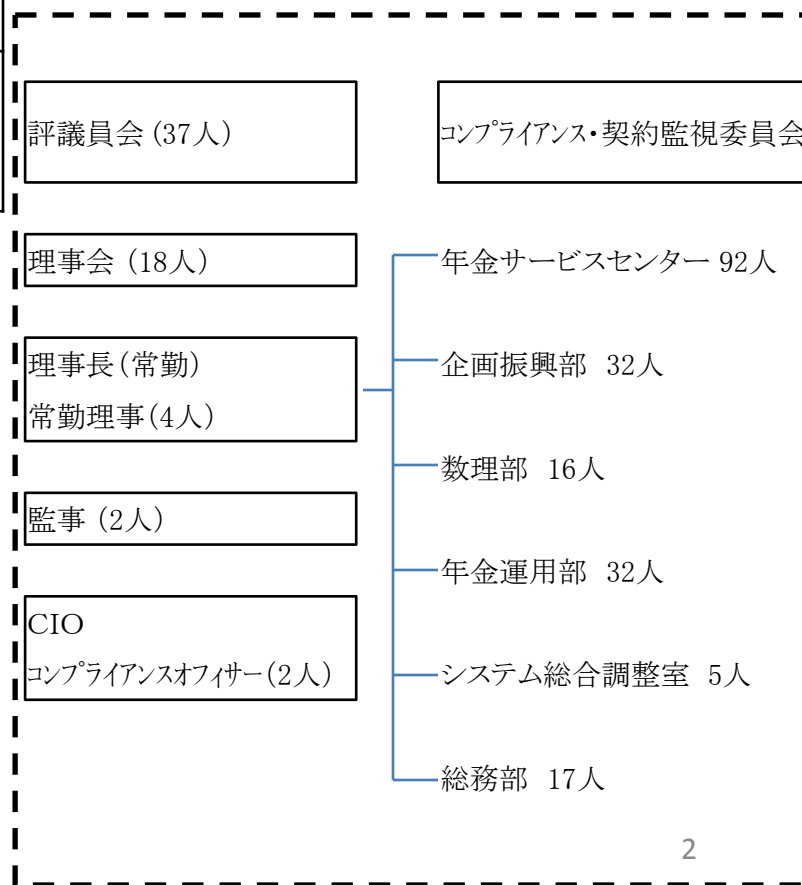 評議員会 (37人)
コンプライアンス・契約監視委員会
理事会 (18人)
理事長(常勤)
常勤理事(4人)
監事 (2人)
CIO
コンプライアンスオフィサー(2人)
年金サービスセンター 92人
企画振興部 32人
数理部 16人
年金運用部 32人
システム総合調整室 5人
総務部 17人
2